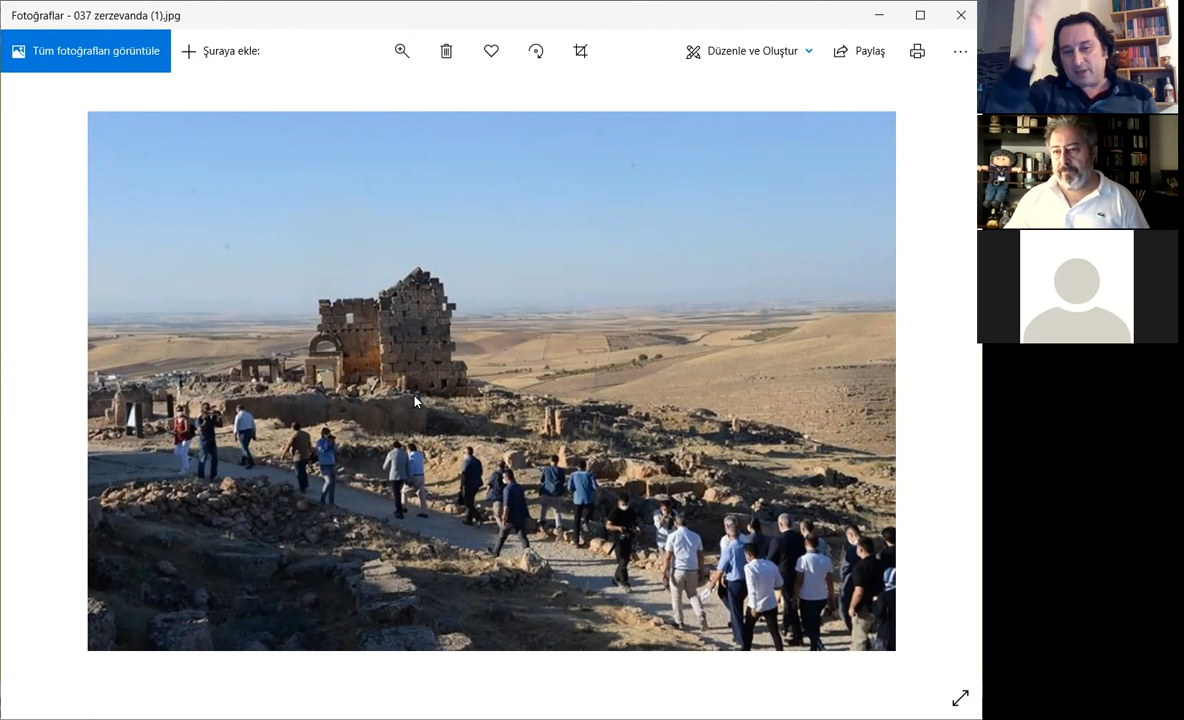 Fotoğraflar - 037 zerzevanda (1).jpg
Tüm fotoğrafları görüntüle
Şuraya ekle:
Düzenle ve Oluştur
Paylaş